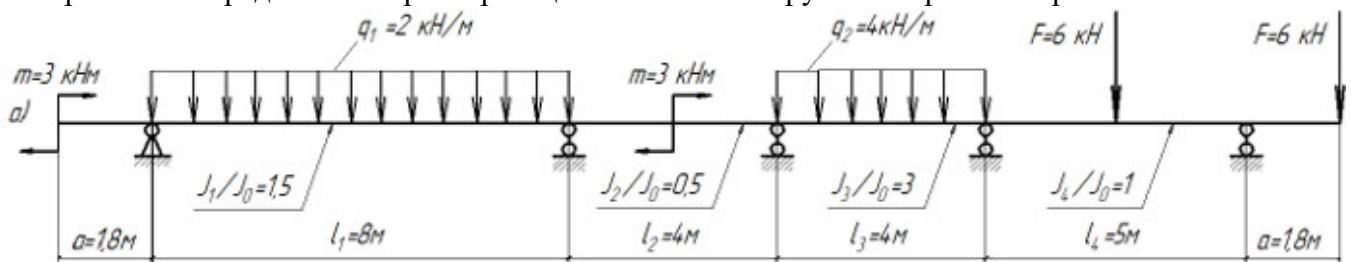 q₁ =2 кН/м
q₂ =4кН/м
F=6 кН
F=6 кН
m=3 кНм
m=3 кНм
а)
J₁/J₀=1,5
J₂/J₀=0,5
J₃/J₀=3
J₄/J₀=1
a=1,8м
l₁=8м
l₂=4м
l₃=4м
l₄=5м
a=1,8м